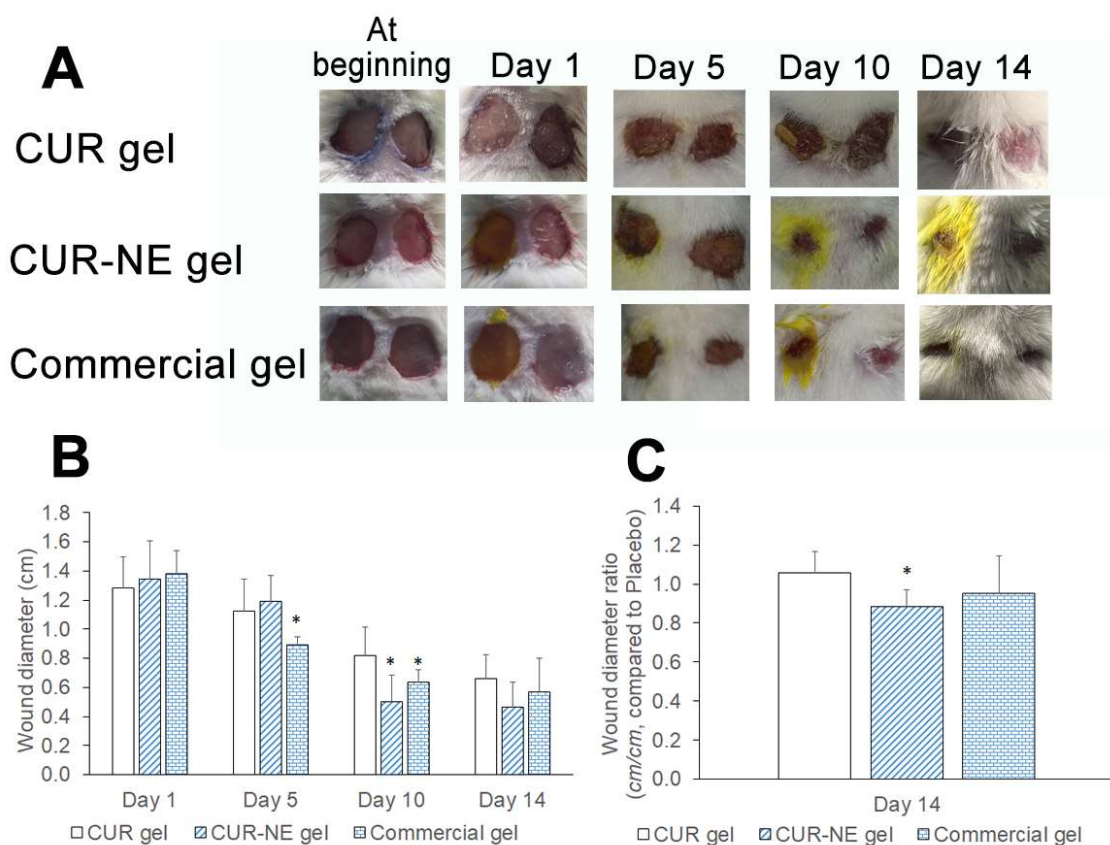 A
At
beginning
Day 1
Day 5
Day 10
Day 14
CUR gel
CUR-NE gel
Commercial gel
B
Wound diameter (cm)
1.8
1.6
1.4
1.2
1.0
0.8
0.6
0.4
0.2
0.0
*
* *
Day 1
Day 5
Day 10
Day 14
CUR gel
CUR-NE gel
Commercial gel
C
Wound diameter ratio
(cm/cm, compared to Placebo)
1.4
1.2
1.0
0.8
0.6
0.4
0.2
0.0
*
Day 14
CUR gel
CUR-NE gel
Commercial gel